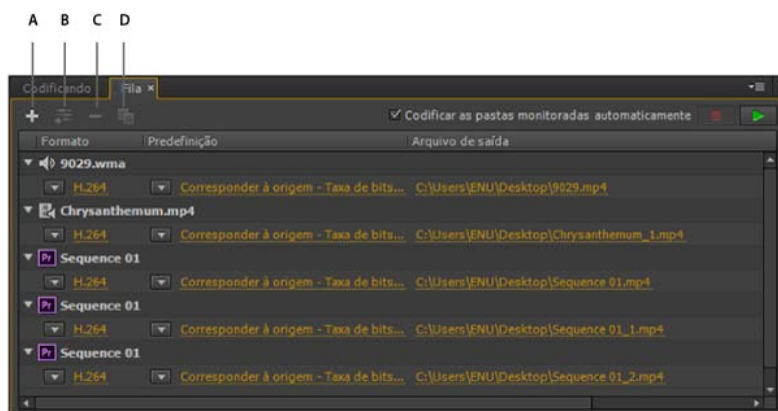 A B C D
Codificando Fila ×
Codificar as pastas monitoradas automaticamente
Formato Predefinição Arquivo de saída
9029.wma
H.264 Corresponder à origem - Taxa de bits... C:\Users\ENU\Desktop\9029.mp4
Chrysanthemum.mp4
H.264 Corresponder à origem - Taxa de bits... C:\Users\ENU\Desktop\Chrysanthemum_1.mp4
Pr Sequence 01
H.264 Corresponder à origem - Taxa de bits... C:\Users\ENU\Desktop\Sequence 01.mp4
Pr Sequence 01
H.264 Corresponder à origem - Taxa de bits... C:\Users\ENU\Desktop\Sequence 01_1.mp4
Pr Sequence 01
H.264 Corresponder à origem - Taxa de bits... C:\Users\ENU\Desktop\Sequence 01_2.mp4